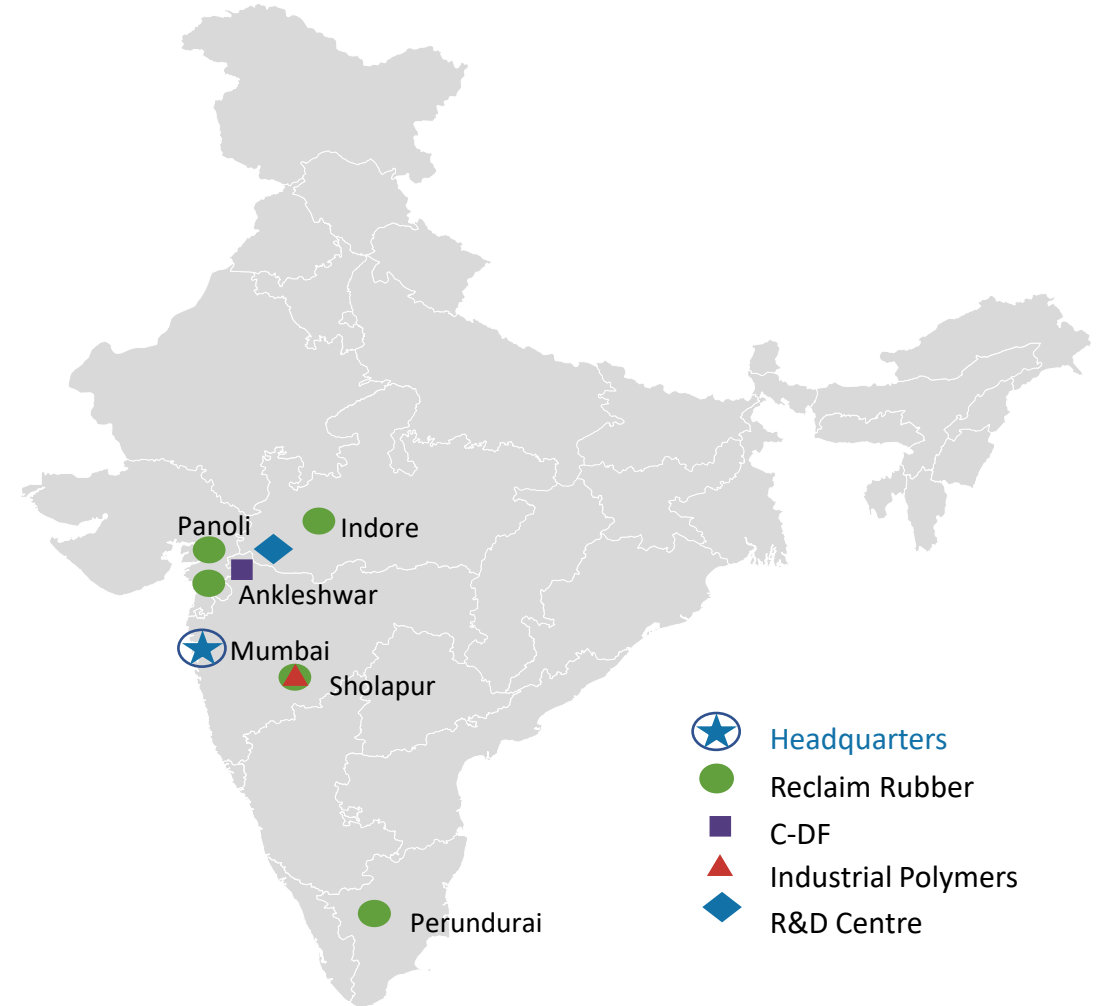 Panoli
Indore
Ankleshwar
Mumbai
Sholapur
Perundurai
Headquarters
Reclaim Rubber
C-DF
Industrial Polymers
R&D Centre